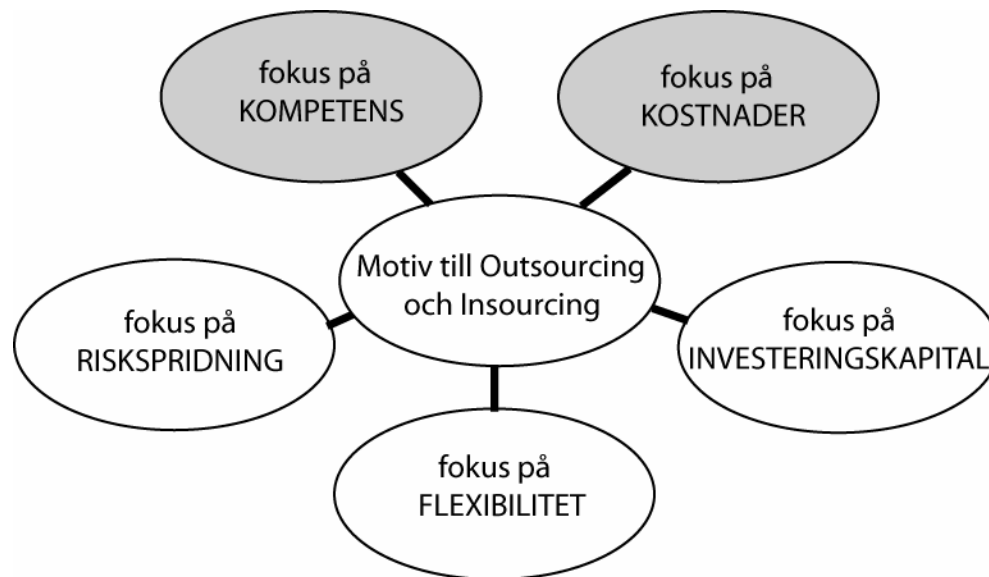 fokus på
KOMPETENS
fokus på
KOSTNADER
Motiv till Outsourcing
och Insourcing
fokus på
RISKSPRIDNING
fokus på
INVESTERINGSKAPITAL
fokus på
FLEXIBILITET